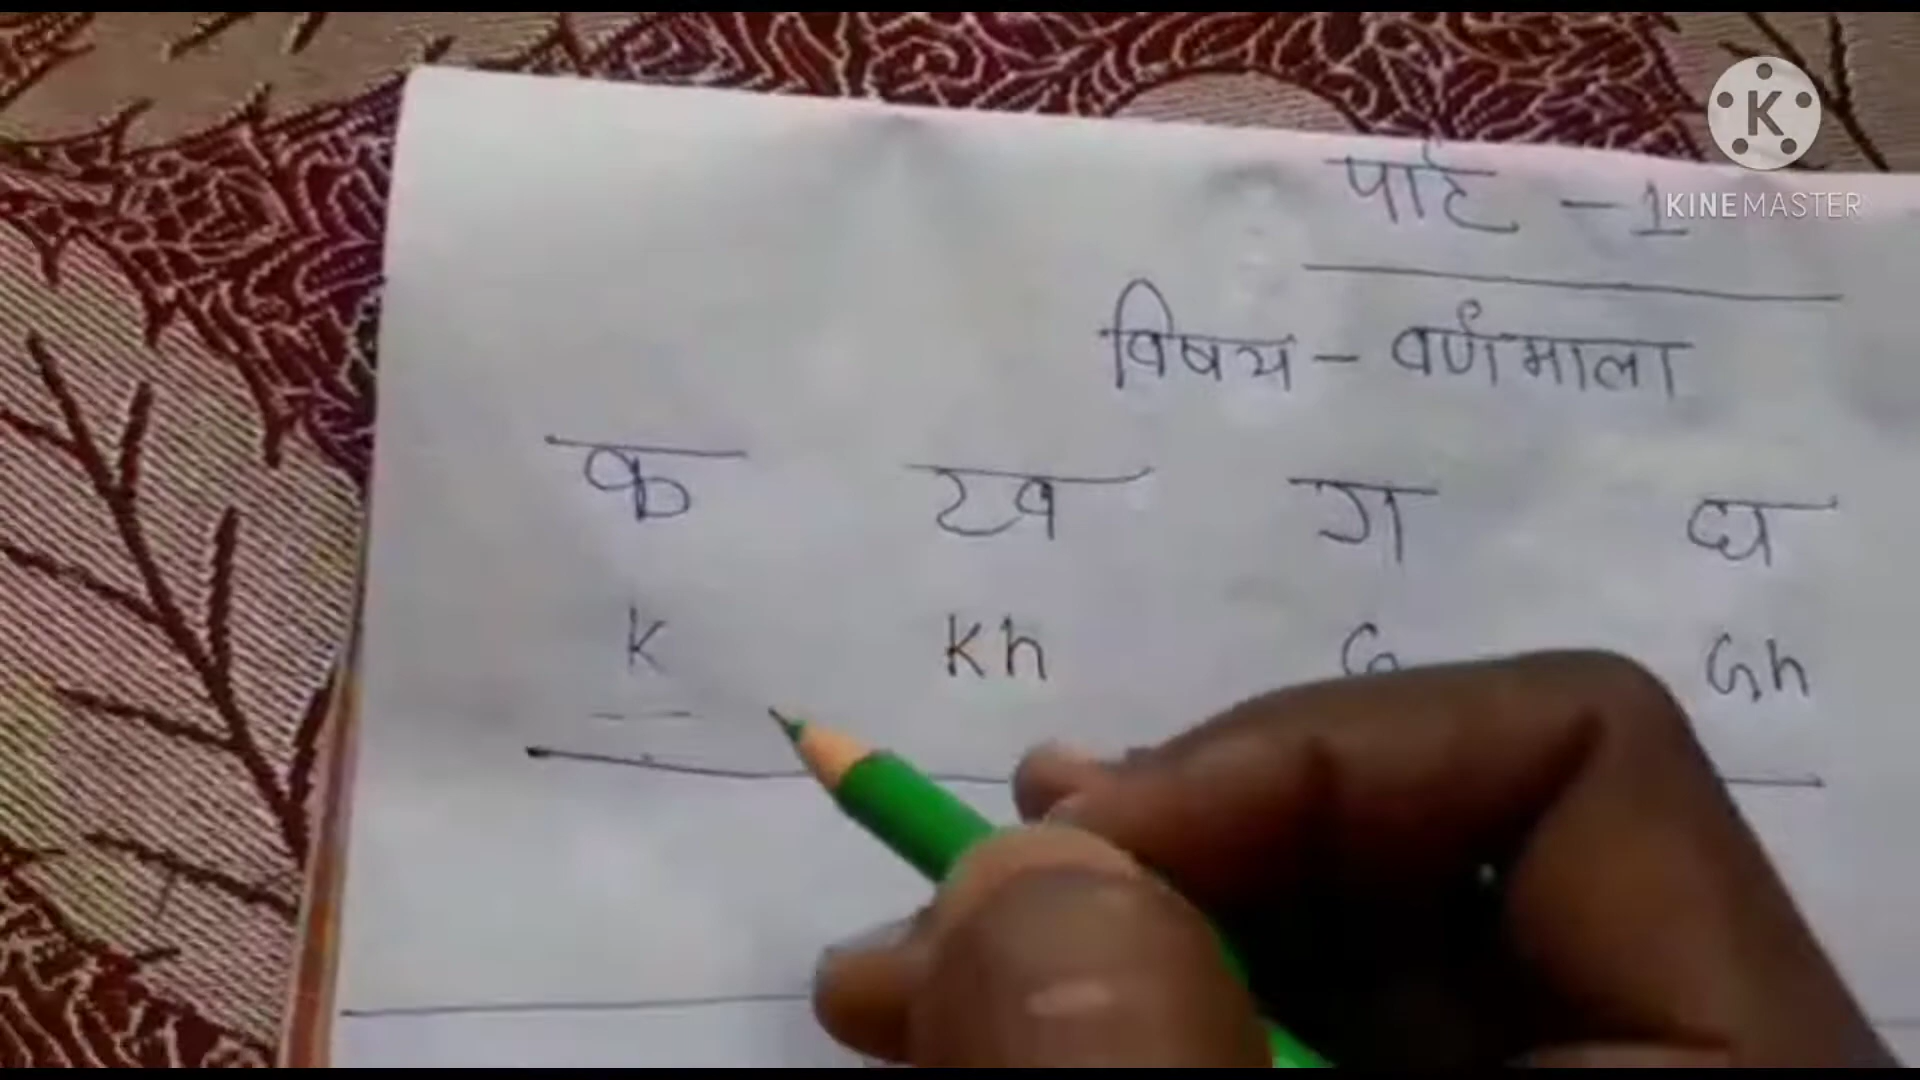 K
KINEMASTER
पार्ट - 1
विषय - वर्णमाला
क ख ग घ
K Kh G Gh